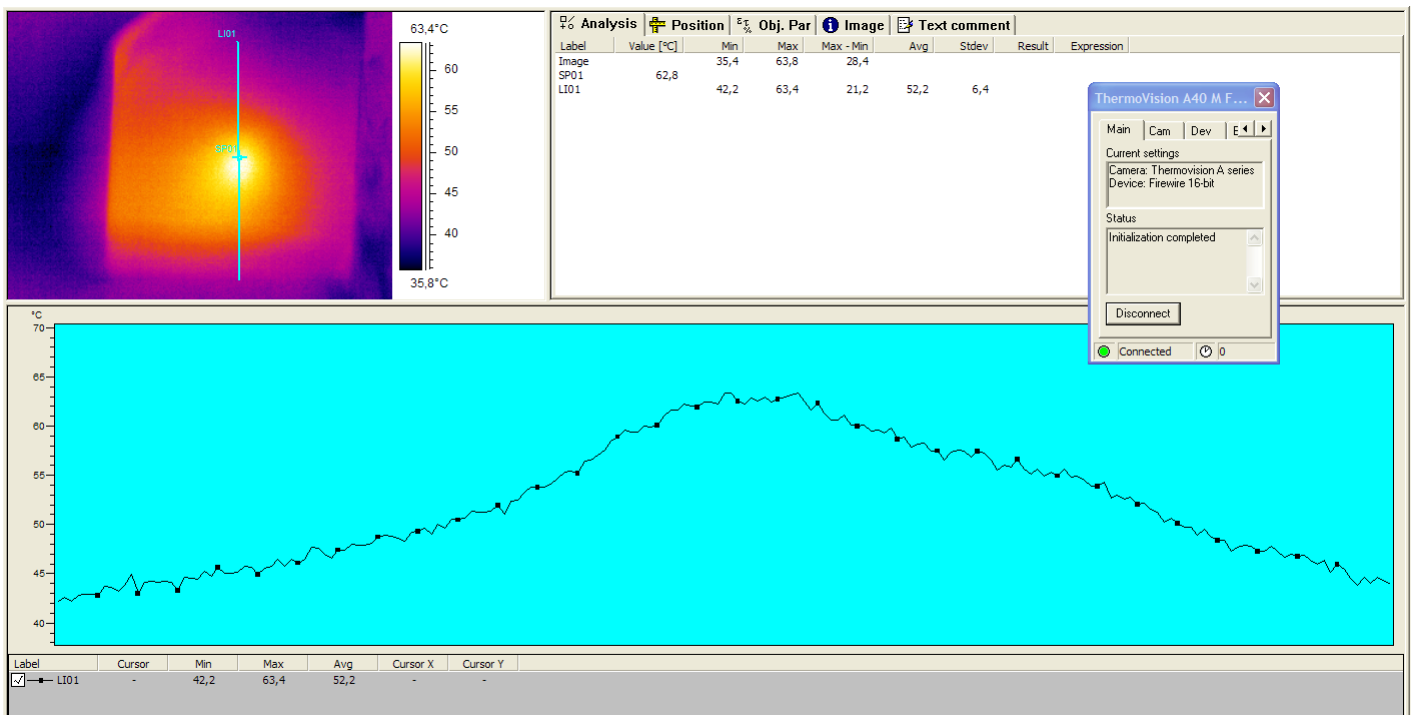 LI01
SP01
63,4°C
60
55
50
45
40
35,8°C
Analysis Position Obj. Par Image Text comment
Label Value [°C] Min Max Max - Min Avg Stdev Result Expression
Image 35,4 63,8 28,4
SP01 62,8
LI01 42,2 63,4 21,2 52,2 6,4
ThermoVision A40 M F...
Main Cam Dev E
Current settings
Camera: Thermovision A series
Device: Firewire 16-bit
Status
Initialization completed
Disconnect
Connected 0
°C
70
65
60
55
50
45
40
Label Cursor Min Max Avg Cursor X Cursor Y
LI01 - 42,2 63,4 52,2 - -